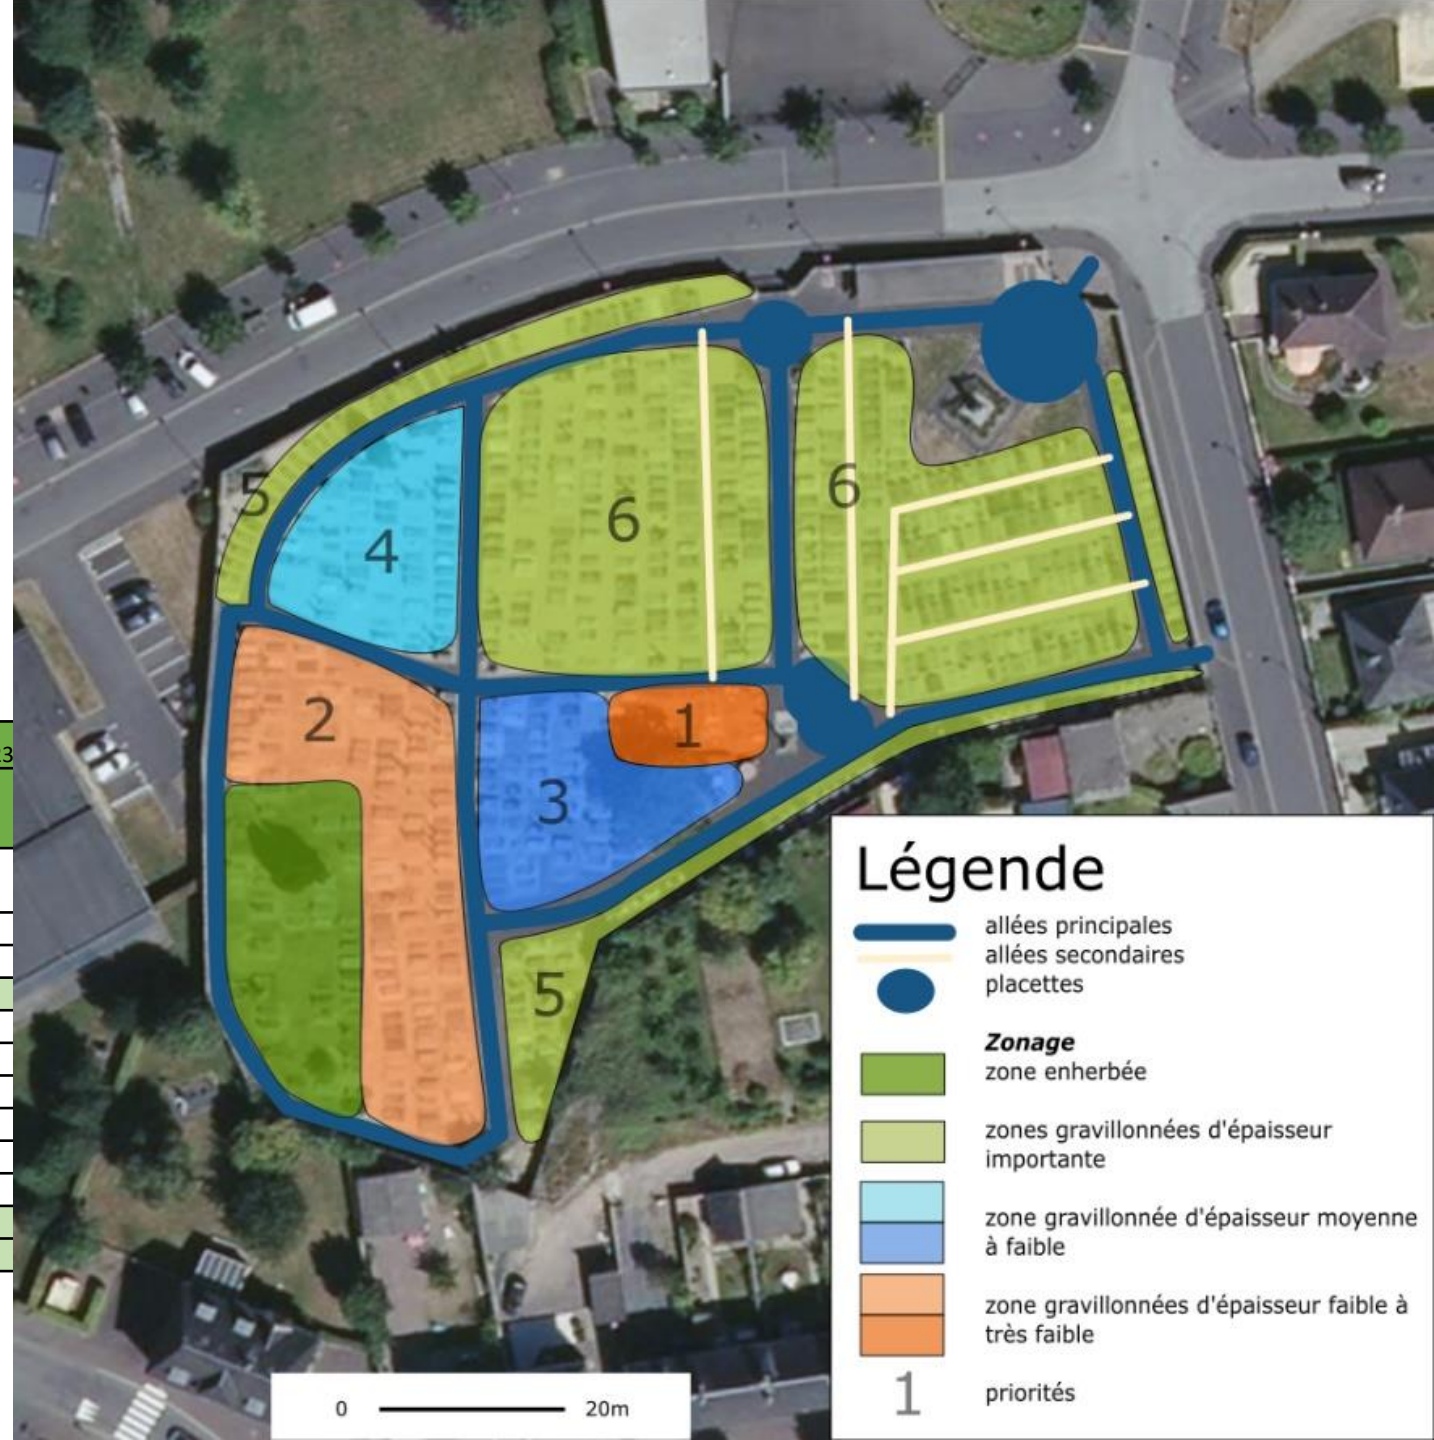 5
4
6
6
2
1
3
5
23
Légende
allées principales
allées secondaires
placettes
Zonage
zone enherbée
zones gravillonnées d'épaisseur
importante
zone gravillonnée d'épaisseur moyenne
à faible
zone gravillonnées d'épaisseur faible à
très faible
1
priorités
0
20m